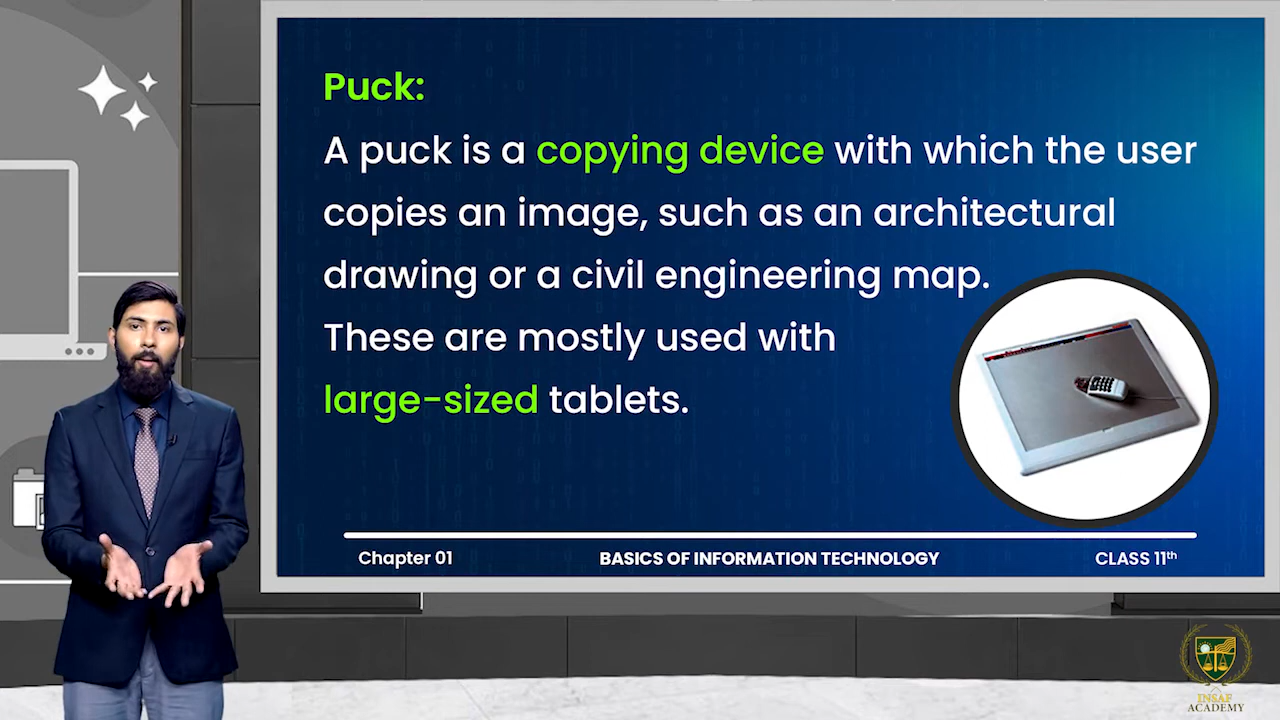 Puck:
A puck is a copying device with which the user
copies an image, such as an architectural
drawing or a civil engineering map.
These are mostly used with
large-sized tablets.
Chapter 01
BASICS OF INFORMATION TECHNOLOGY
CLASS 11th
INSAF
ACADEMY